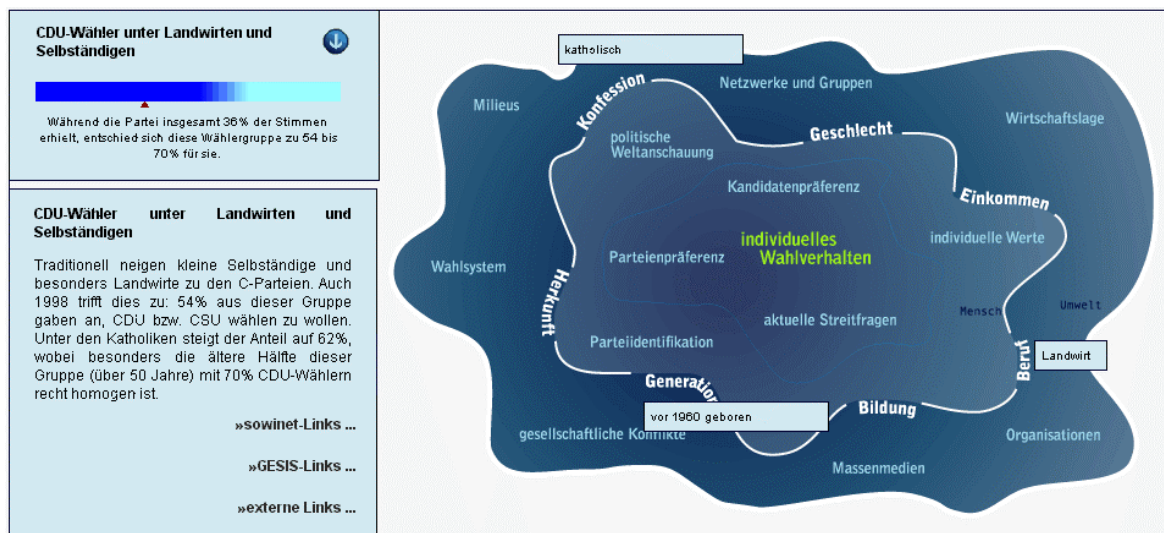 CDU-Wähler unter Landwirten und
Selbständigen
Während die Partei insgesamt 36% der Stimmen
erhielt, entschied sich diese Wählergruppe zu 54 bis
70% für sie.
CDU-Wähler unter Landwirten und
Selbständigen
Traditionell neigen kleine Selbständige und
besonders Landwirte zu den C-Parteien. Auch
1998 trifft dies zu: 54% aus dieser Gruppe
gaben an, CDU bzw. CSU wählen zu wollen.
Unter den Katholiken steigt der Anteil auf 62%,
wobei besonders die ältere Hälfte dieser
Gruppe (über 50 Jahre) mit 70% CDU-Wählern
recht homogen ist.
»sowinet-Links ...
»GESIS-Links ...
»externe Links ...
katholisch
Konfession
Netzwerke und Gruppen
Milieus
Wirtschaftslage
Geschlecht
politische
Weltanschauung
Kandidatenpräferenz
Einkommen
individuelles
Wahlverhalten
individuelle Werte
Parteienpräferenz
Wahlsystem
Herkunft
Mensch
Umwelt
aktuelle Streitfragen
Parteiidentifikation
Beruf
Landwirt
Generation
vor 1960 geboren
Bildung
gesellschaftliche Konflikte
Organisationen
Massenmedien